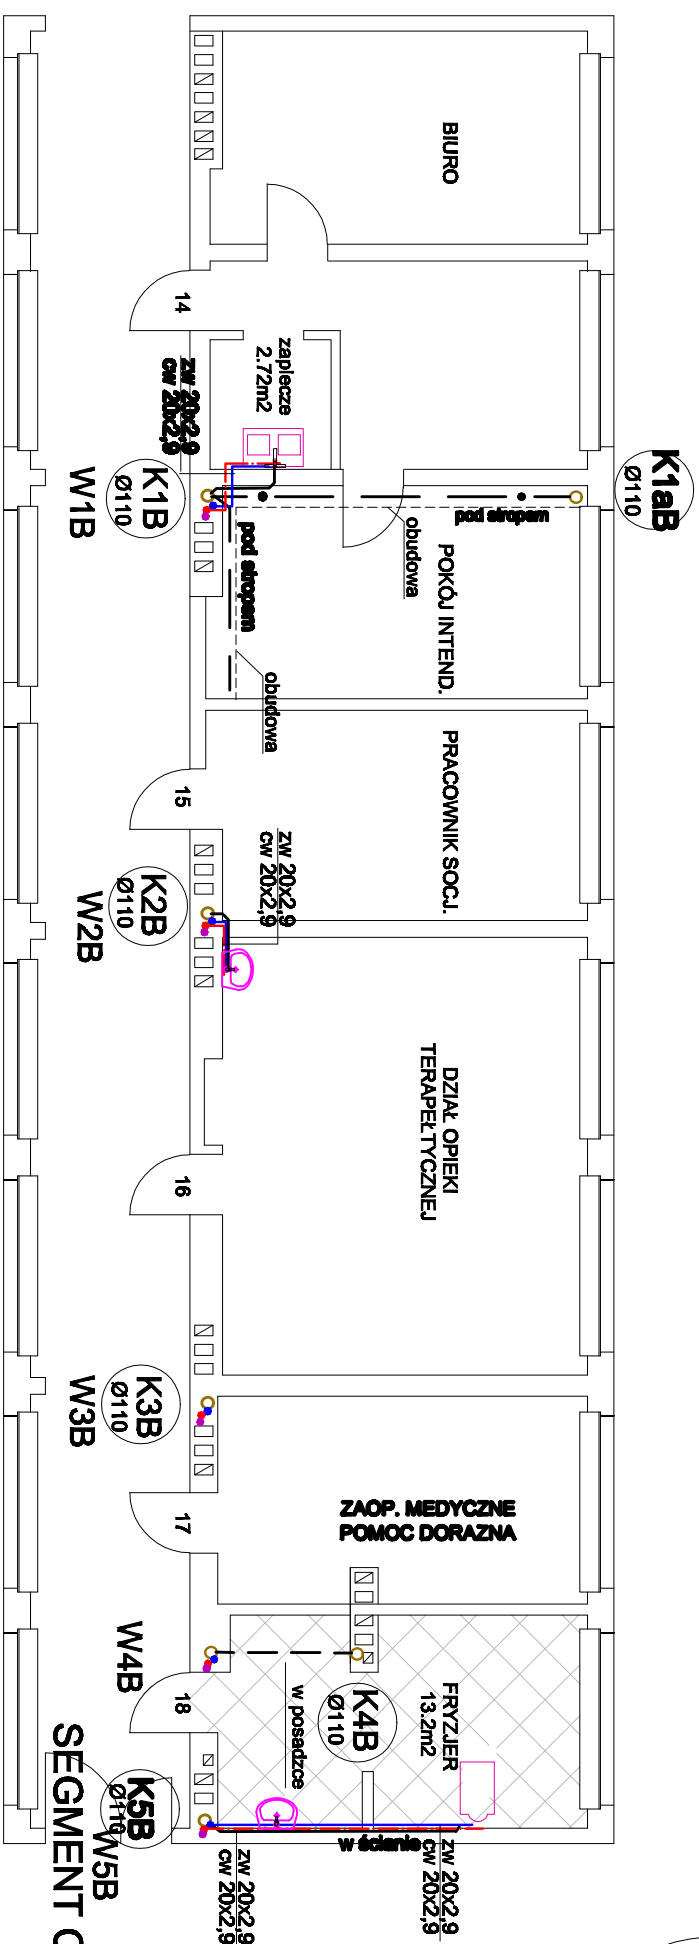 BIURO
14
zaplecze
2.72m2
zw 20x2,9
cw 20x2,9
K1B
Ø110
W1B
K1aB
Ø110
pod stropem
obudowa
POKÓJ INTEND.
pod stropem
obudowa
PRACOWNIK SOCJ.
15
zw 20x2,9
cw 20x2,9
K2B
Ø110
W2B
DZIAŁ OPIEKI
TERAPEŁTYCZNEJ
16
K3B
Ø110
W3B
ZAOP. MEDYCZNE
POMOC DORAZNA
17
W4B
18
K4B
Ø110
w posadzce
FRYZJER
13.2m2
K5B
Ø110
W5B
w ścianie
zw 20x2,9
cw 20x2,9
zw 20x2,9
cw 20x2,9
SEGMENT